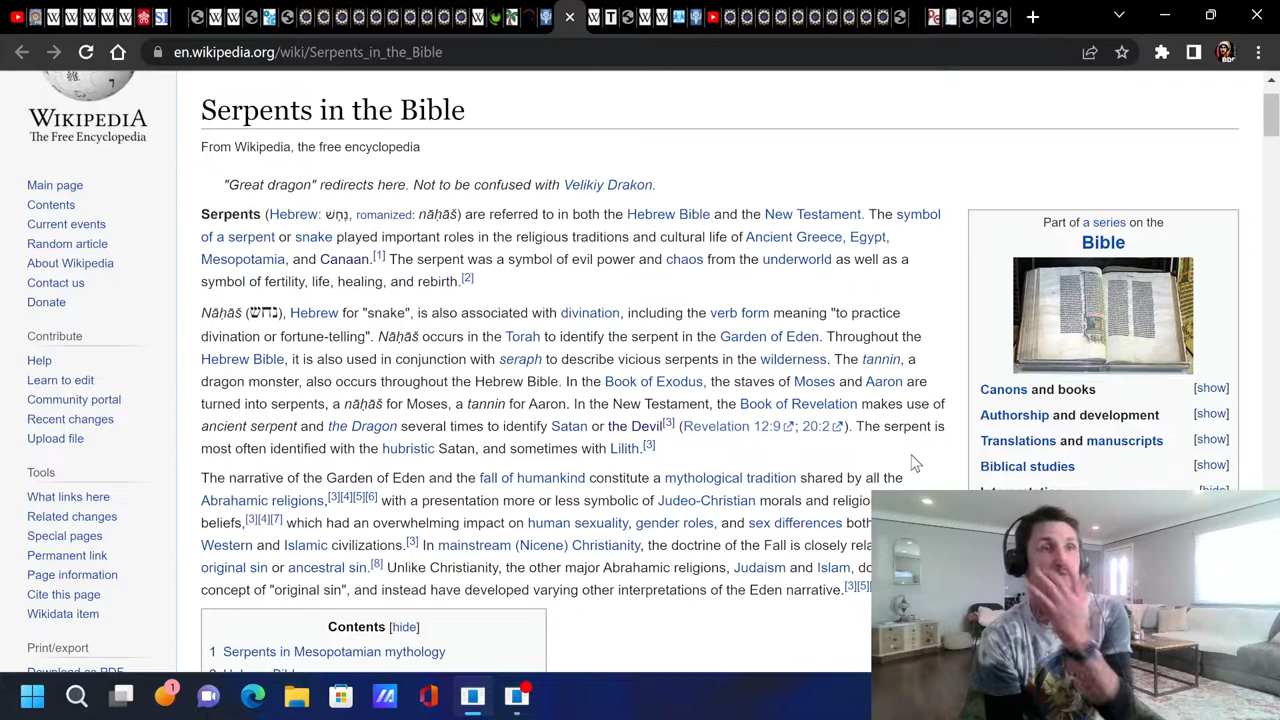 en.wikipedia.org/wiki/Serpents_in_the_Bible
WIKIPEDIA
The Free Encyclopedia
Main page
Contents
Current events
Random article
About Wikipedia
Contact us
Donate
Contribute
Help
Learn to edit
Community portal
Recent changes
Upload file
Tools
What links here
Related changes
Special pages
Permanent link
Page information
Cite this page
Wikidata item
Print/export
Download as PDF
Serpents in the Bible
From Wikipedia, the free encyclopedia
"Great dragon" redirects here. Not to be confused with Velikiy Drakon.
Serpents (Hebrew: נָחָשׁ, romanized: nāḥāš) are referred to in both the Hebrew Bible and the New Testament. The symbol
of a serpent or snake played important roles in the religious traditions and cultural life of Ancient Greece, Egypt,
Mesopotamia, and Canaan.[1] The serpent was a symbol of evil power and chaos from the underworld as well as a
symbol of fertility, life, healing, and rebirth.[2]
Nāḥāš (נחש), Hebrew for "snake", is also associated with divination, including the verb form meaning "to practice
divination or fortune-telling". Nāḥāš occurs in the Torah to identify the serpent in the Garden of Eden. Throughout the
Hebrew Bible, it is also used in conjunction with seraph to describe vicious serpents in the wilderness. The tannin, a
dragon monster, also occurs throughout the Hebrew Bible. In the Book of Exodus, the staves of Moses and Aaron are
turned into serpents, a nāḥāš for Moses, a tannin for Aaron. In the New Testament, the Book of Revelation makes use of
ancient serpent and the Dragon several times to identify Satan or the Devil[3] (Revelation 12:9; 20:2). The serpent is
most often identified with the hubristic Satan, and sometimes with Lilith.[3]
The narrative of the Garden of Eden and the fall of humankind constitute a mythological tradition shared by all the
Abrahamic religions,[3][4][5][6] with a presentation more or less symbolic of Judeo-Christian morals and
beliefs,[3][4][7] which had an overwhelming impact on human sexuality, gender roles, and sex differences
Western and Islamic civilizations.[3] In mainstream (Nicene) Christianity, the doctrine of the Fall is closely
original sin or ancestral sin.[8] Unlike Christianity, the other major Abrahamic religions, Judaism and Islam,
concept of "original sin", and instead have developed varying other interpretations of the Eden narrative.[3][5]
Contents [hide]
1 Serpents in Mesopotamian mythology
Part of a series on the
Bible
Canons and books [show]
Authorship and development [show]
Translations and manuscripts [show]
Biblical studies [show]
[hide]